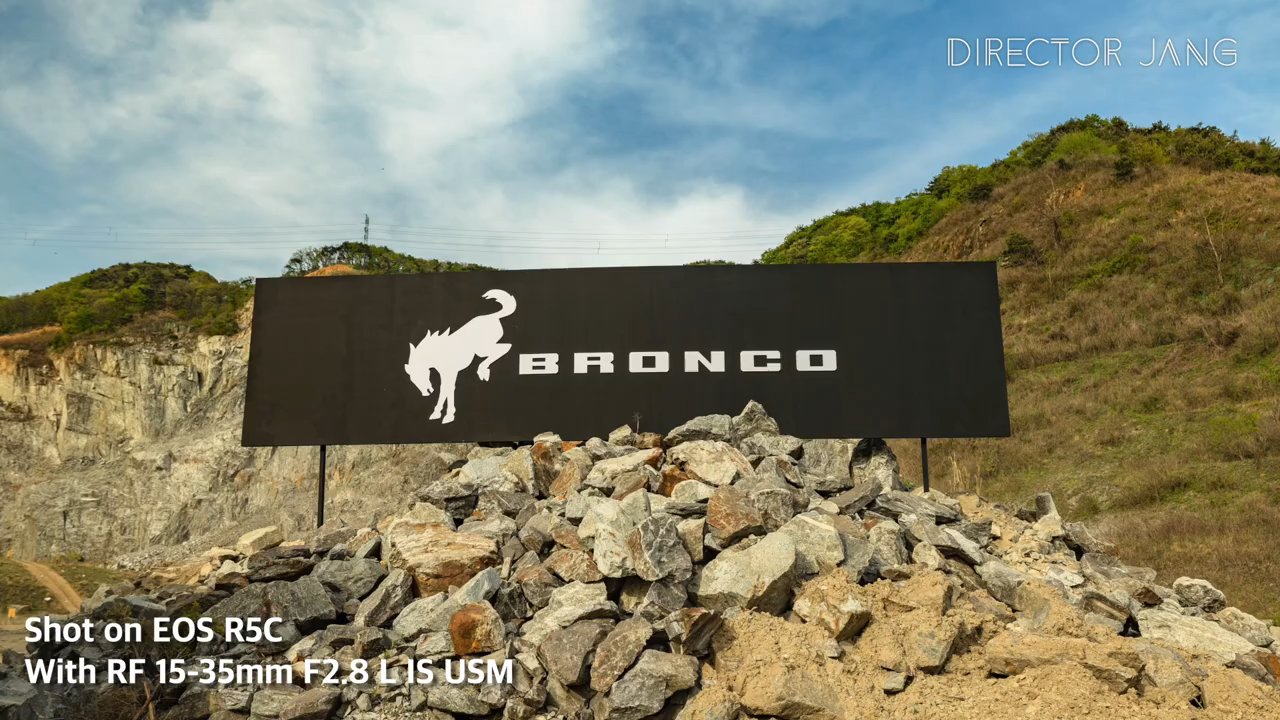 DIRECTOR JANG
BRONCO
Shot on EOS R5C
With RF 15-35mm F2.8 L IS USM